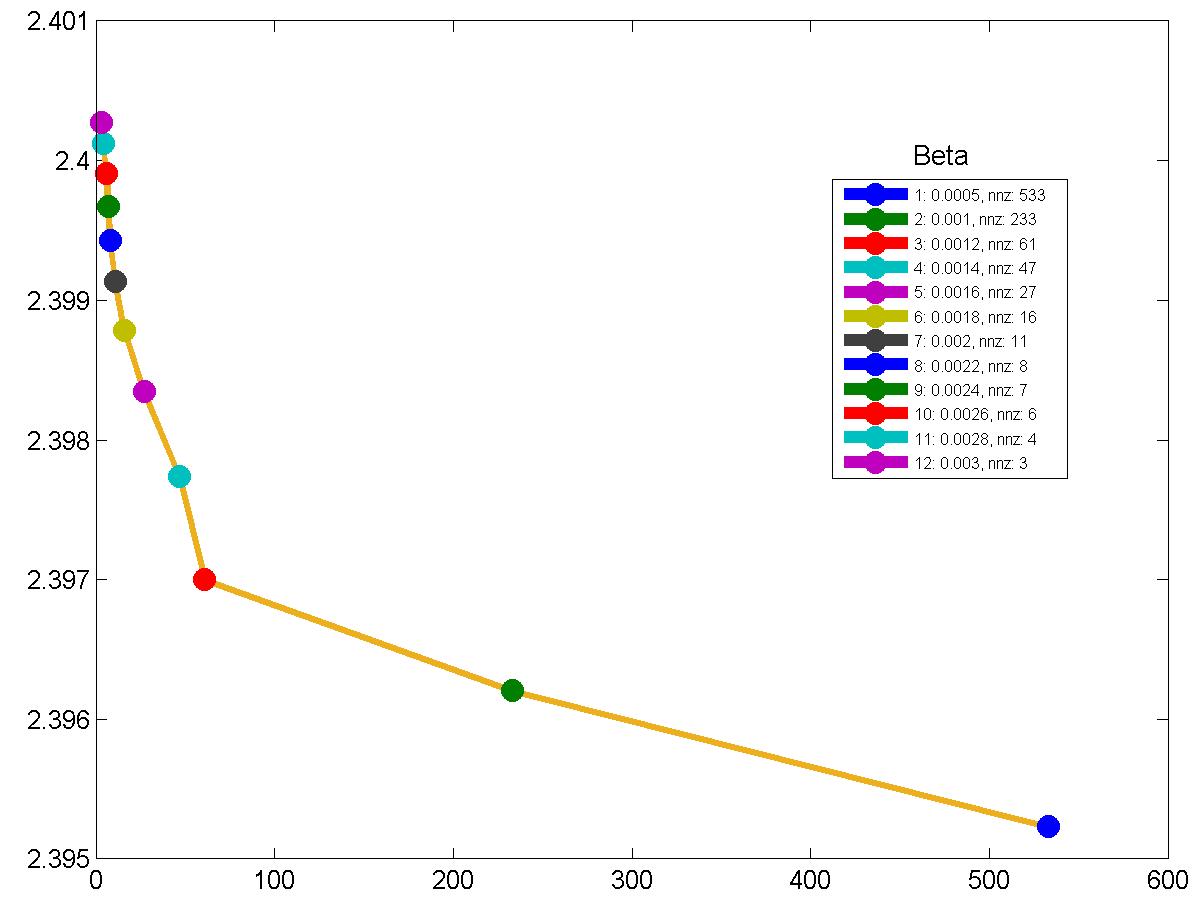 2.401
2.4
2.399
2.398
2.397
2.396
2.395
0 100 200 300 400 500 600
Beta
1: 0.0005, nnz: 533
2: 0.001, nnz: 233
3: 0.0012, nnz: 61
4: 0.0014, nnz: 47
5: 0.0016, nnz: 27
6: 0.0018, nnz: 16
7: 0.002, nnz: 11
8: 0.0022, nnz: 8
9: 0.0024, nnz: 7
10: 0.0026, nnz: 6
11: 0.0028, nnz: 4
12: 0.003, nnz: 3